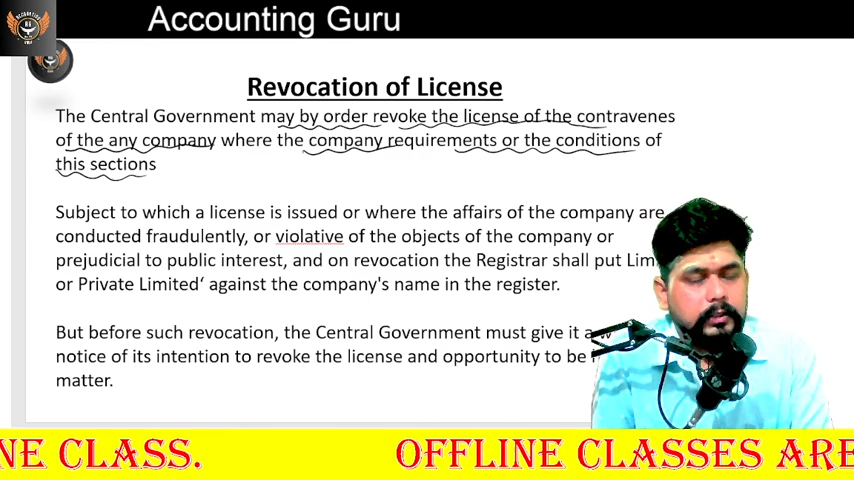 Accounting Guru
Revocation of License
The Central Government may by order revoke the license of the contravenes
of the any company where the company requirements or the conditions of
this sections
Subject to which a license is issued or where the affairs of the company are
conducted fraudulently, or violative of the objects of the company or
prejudicial to public interest, and on revocation the Registrar shall put
or Private Limited‘ against the company's name in the register.
But before such revocation, the Central Government must give it a
notice of its intention to revoke the license and opportunity to be
matter.
NE CLASS. OFFLINE CLASSES ARE